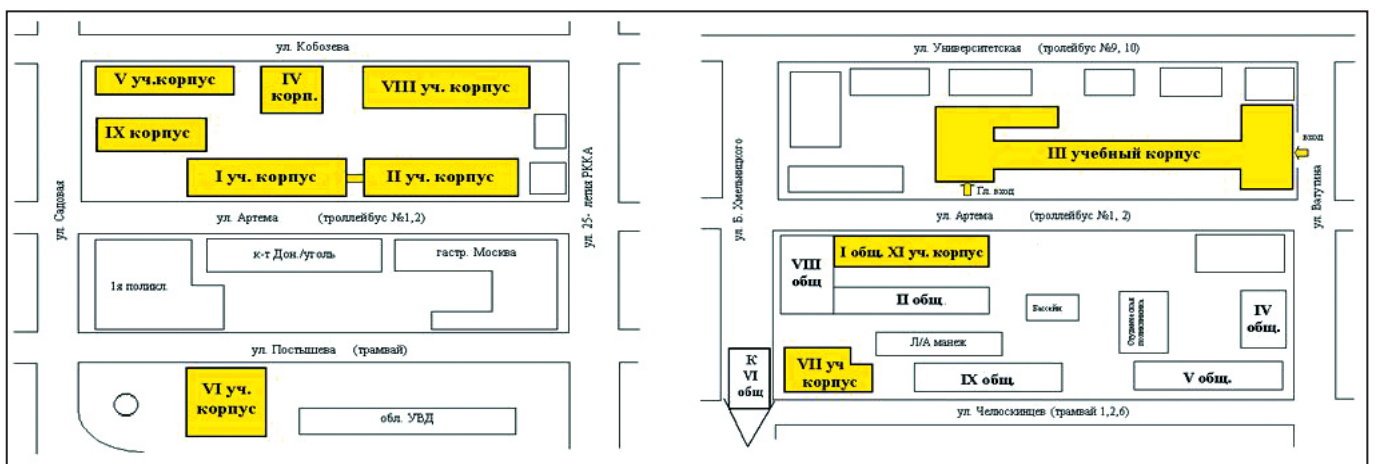 ул. Кобозева
V уч.корпус
IV
корп.
VIII уч. корпус
IX корпус
I уч. корпус
II уч. корпус
ул. Садовая
ул. 25- летия РККА
ул. Артема (троллейбус №1,2)
к-т Дон./уголь
гастр. Москва
1я поликл.
ул. Постышева (трамвай)
VI уч.
корпус
обл. УВД
ул. Университетская (тролейбус №9, 10)
III учебный корпус
вход
Гл. вход
ул. Б. Хмельницкого
ул. Ватутина
ул. Артема (троллейбус №1, 2)
VIII
общ
I общ. XI уч. корпус
II общ.
Бассейн
Студенческая
поликлиника
IV
общ.
Л/А манеж
К
VI
общ
VII уч
корпус
IX общ.
V общ.
ул. Челюскинцев (трамвай 1,2,6)